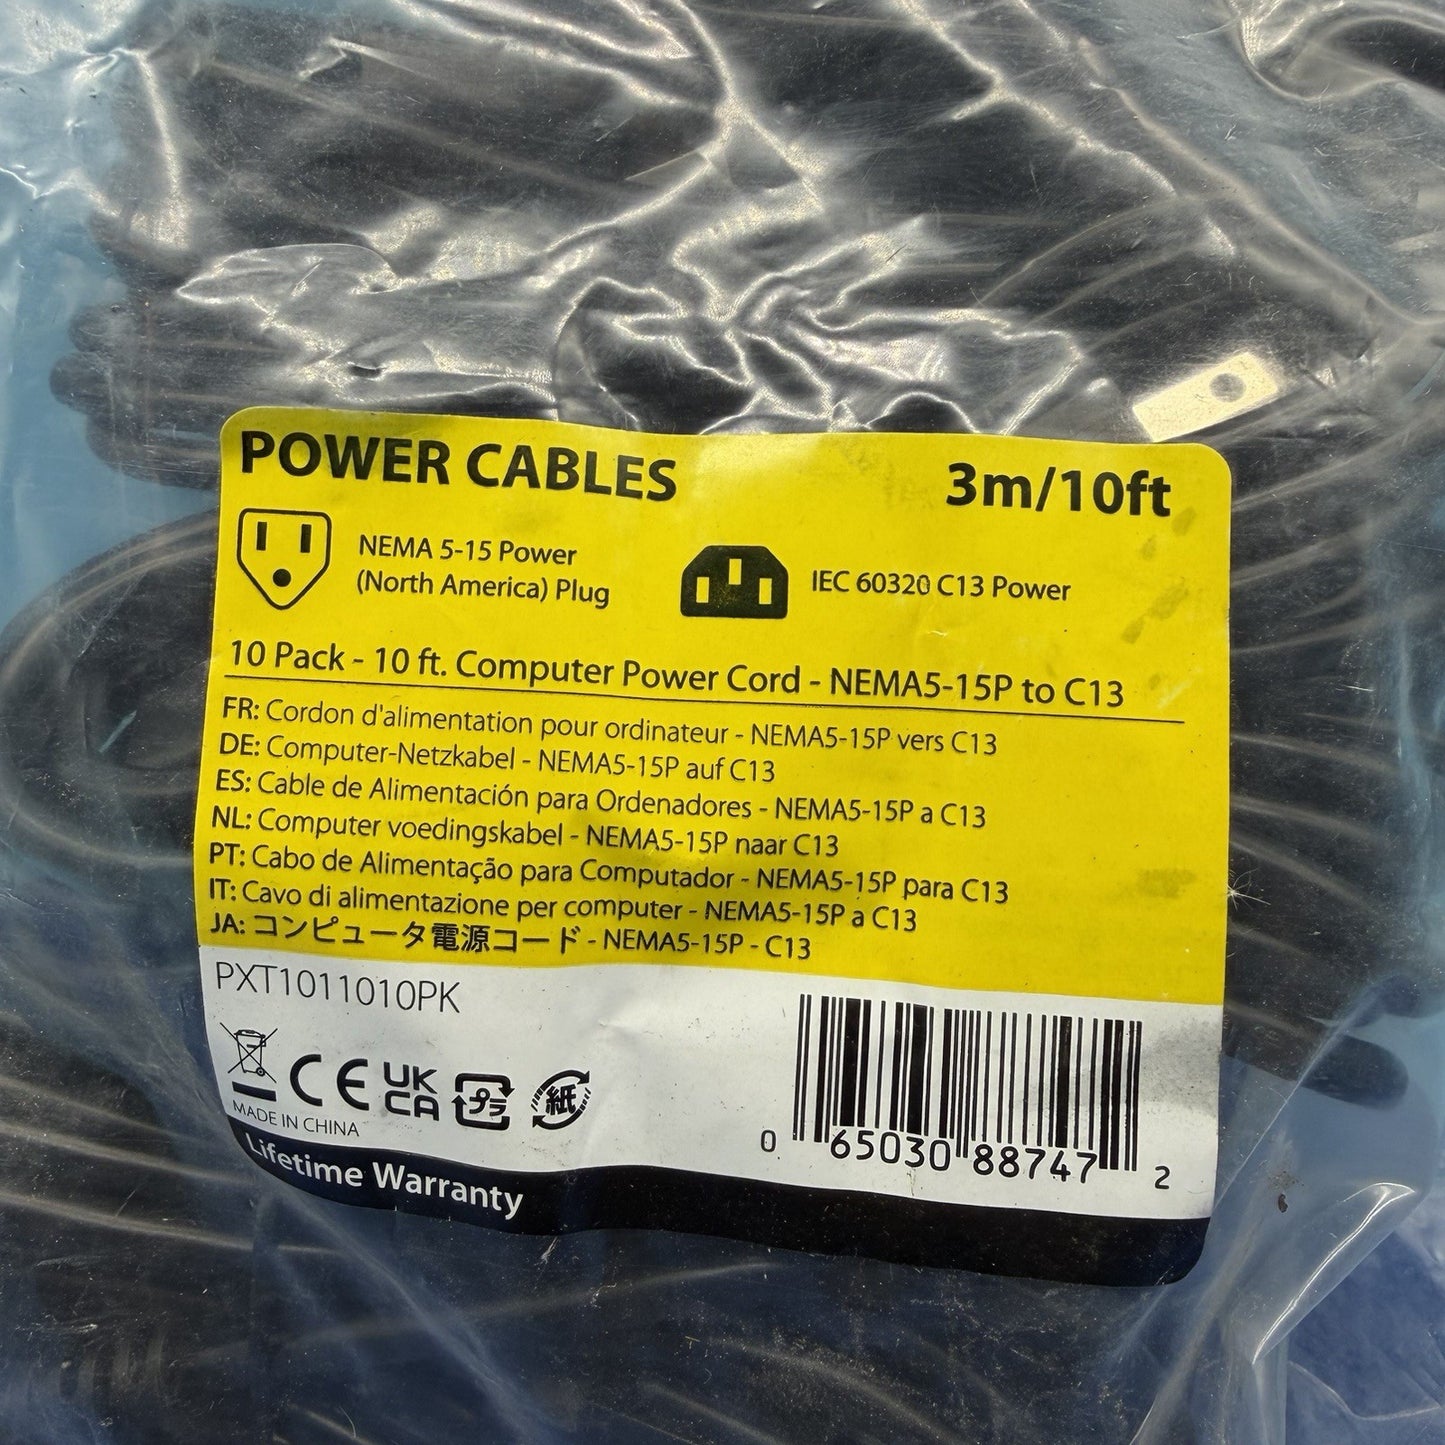 POWER CABLES
3m/10ft
NEMA 5-15 Power
(North America) Plug
IEC 60320 C13 Power
10 Pack - 10 ft. Computer Power Cord - NEMA5-15P to C13
FR: Cordon d'alimentation pour ordinateur - NEMA5-15P vers C13
DE: Computer-Netzkabel - NEMA5-15P auf C13
ES: Cable de Alimentación para Ordenadores - NEMA5-15P a C13
NL: Computer voedingskabel - NEMA5-15P naar C13
PT: Cabo de Alimentação para Computador - NEMA5-15P para C13
IT: Cavo di alimentazione per computer - NEMA5-15P a C13
JA: コンピュータ電源コード - NEMA5-15P - C13
PXT1011010PK
CE UK CA プラ 紙
MADE IN CHINA
0 65030 88747 2
Lifetime Warranty